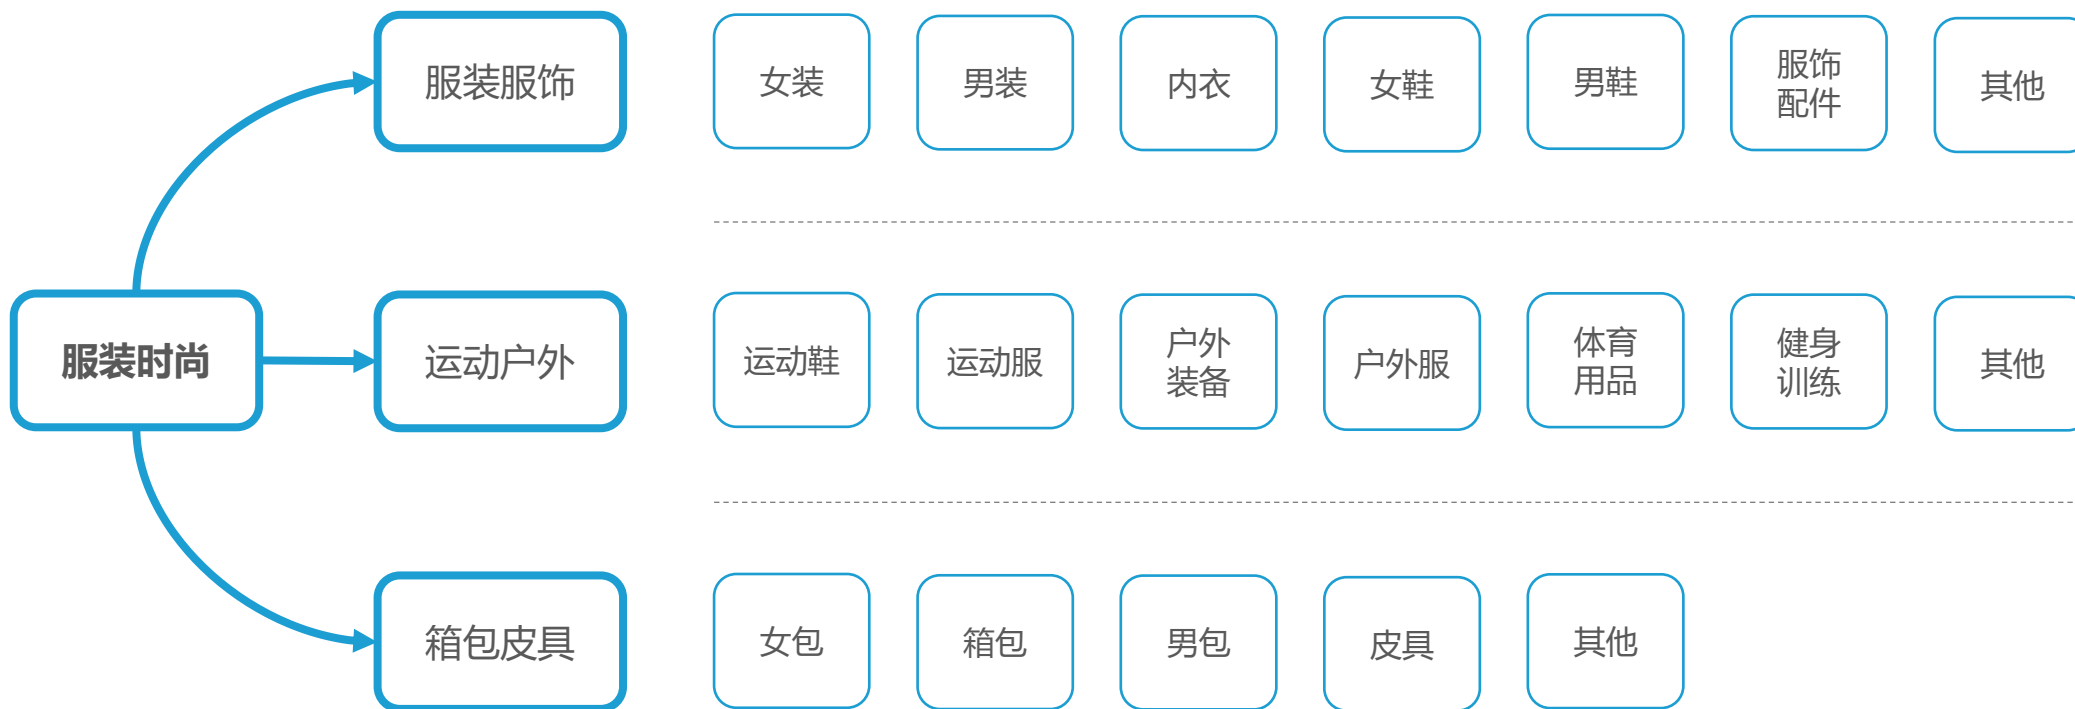 服装服饰
女装
男装
内衣
女鞋
男鞋
服饰
配件
其他
服装时尚
运动户外
运动鞋
运动服
户外
装备
户外服
体育
用品
健身
训练
其他
箱包皮具
女包
箱包
男包
皮具
其他